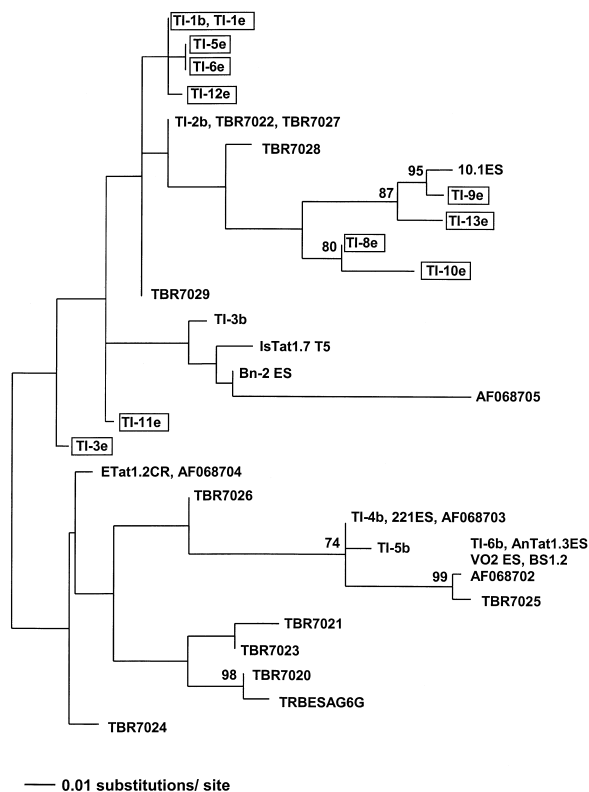 TI-1b, TI-1e
TI-5e
TI-6e
TI-12e
TI-2b, TBR7022, TBR7027
TBR7028
95
10.1ES
87
TI-9e
TI-13e
80
TI-8e
TI-10e
TBR7029
TI-3b
IsTat1.7 T5
Bn-2 ES
AF068705
TI-11e
TI-3e
ETat1.2CR, AF068704
TBR7026
TI-4b, 221ES, AF068703
74
TI-5b
TI-6b, AnTat1.3ES
VO2 ES, BS1.2
99
AF068702
TBR7025
TBR7021
TBR7023
98
TBR7020
TRBESAG6G
TBR7024
0.01 substitutions/ site